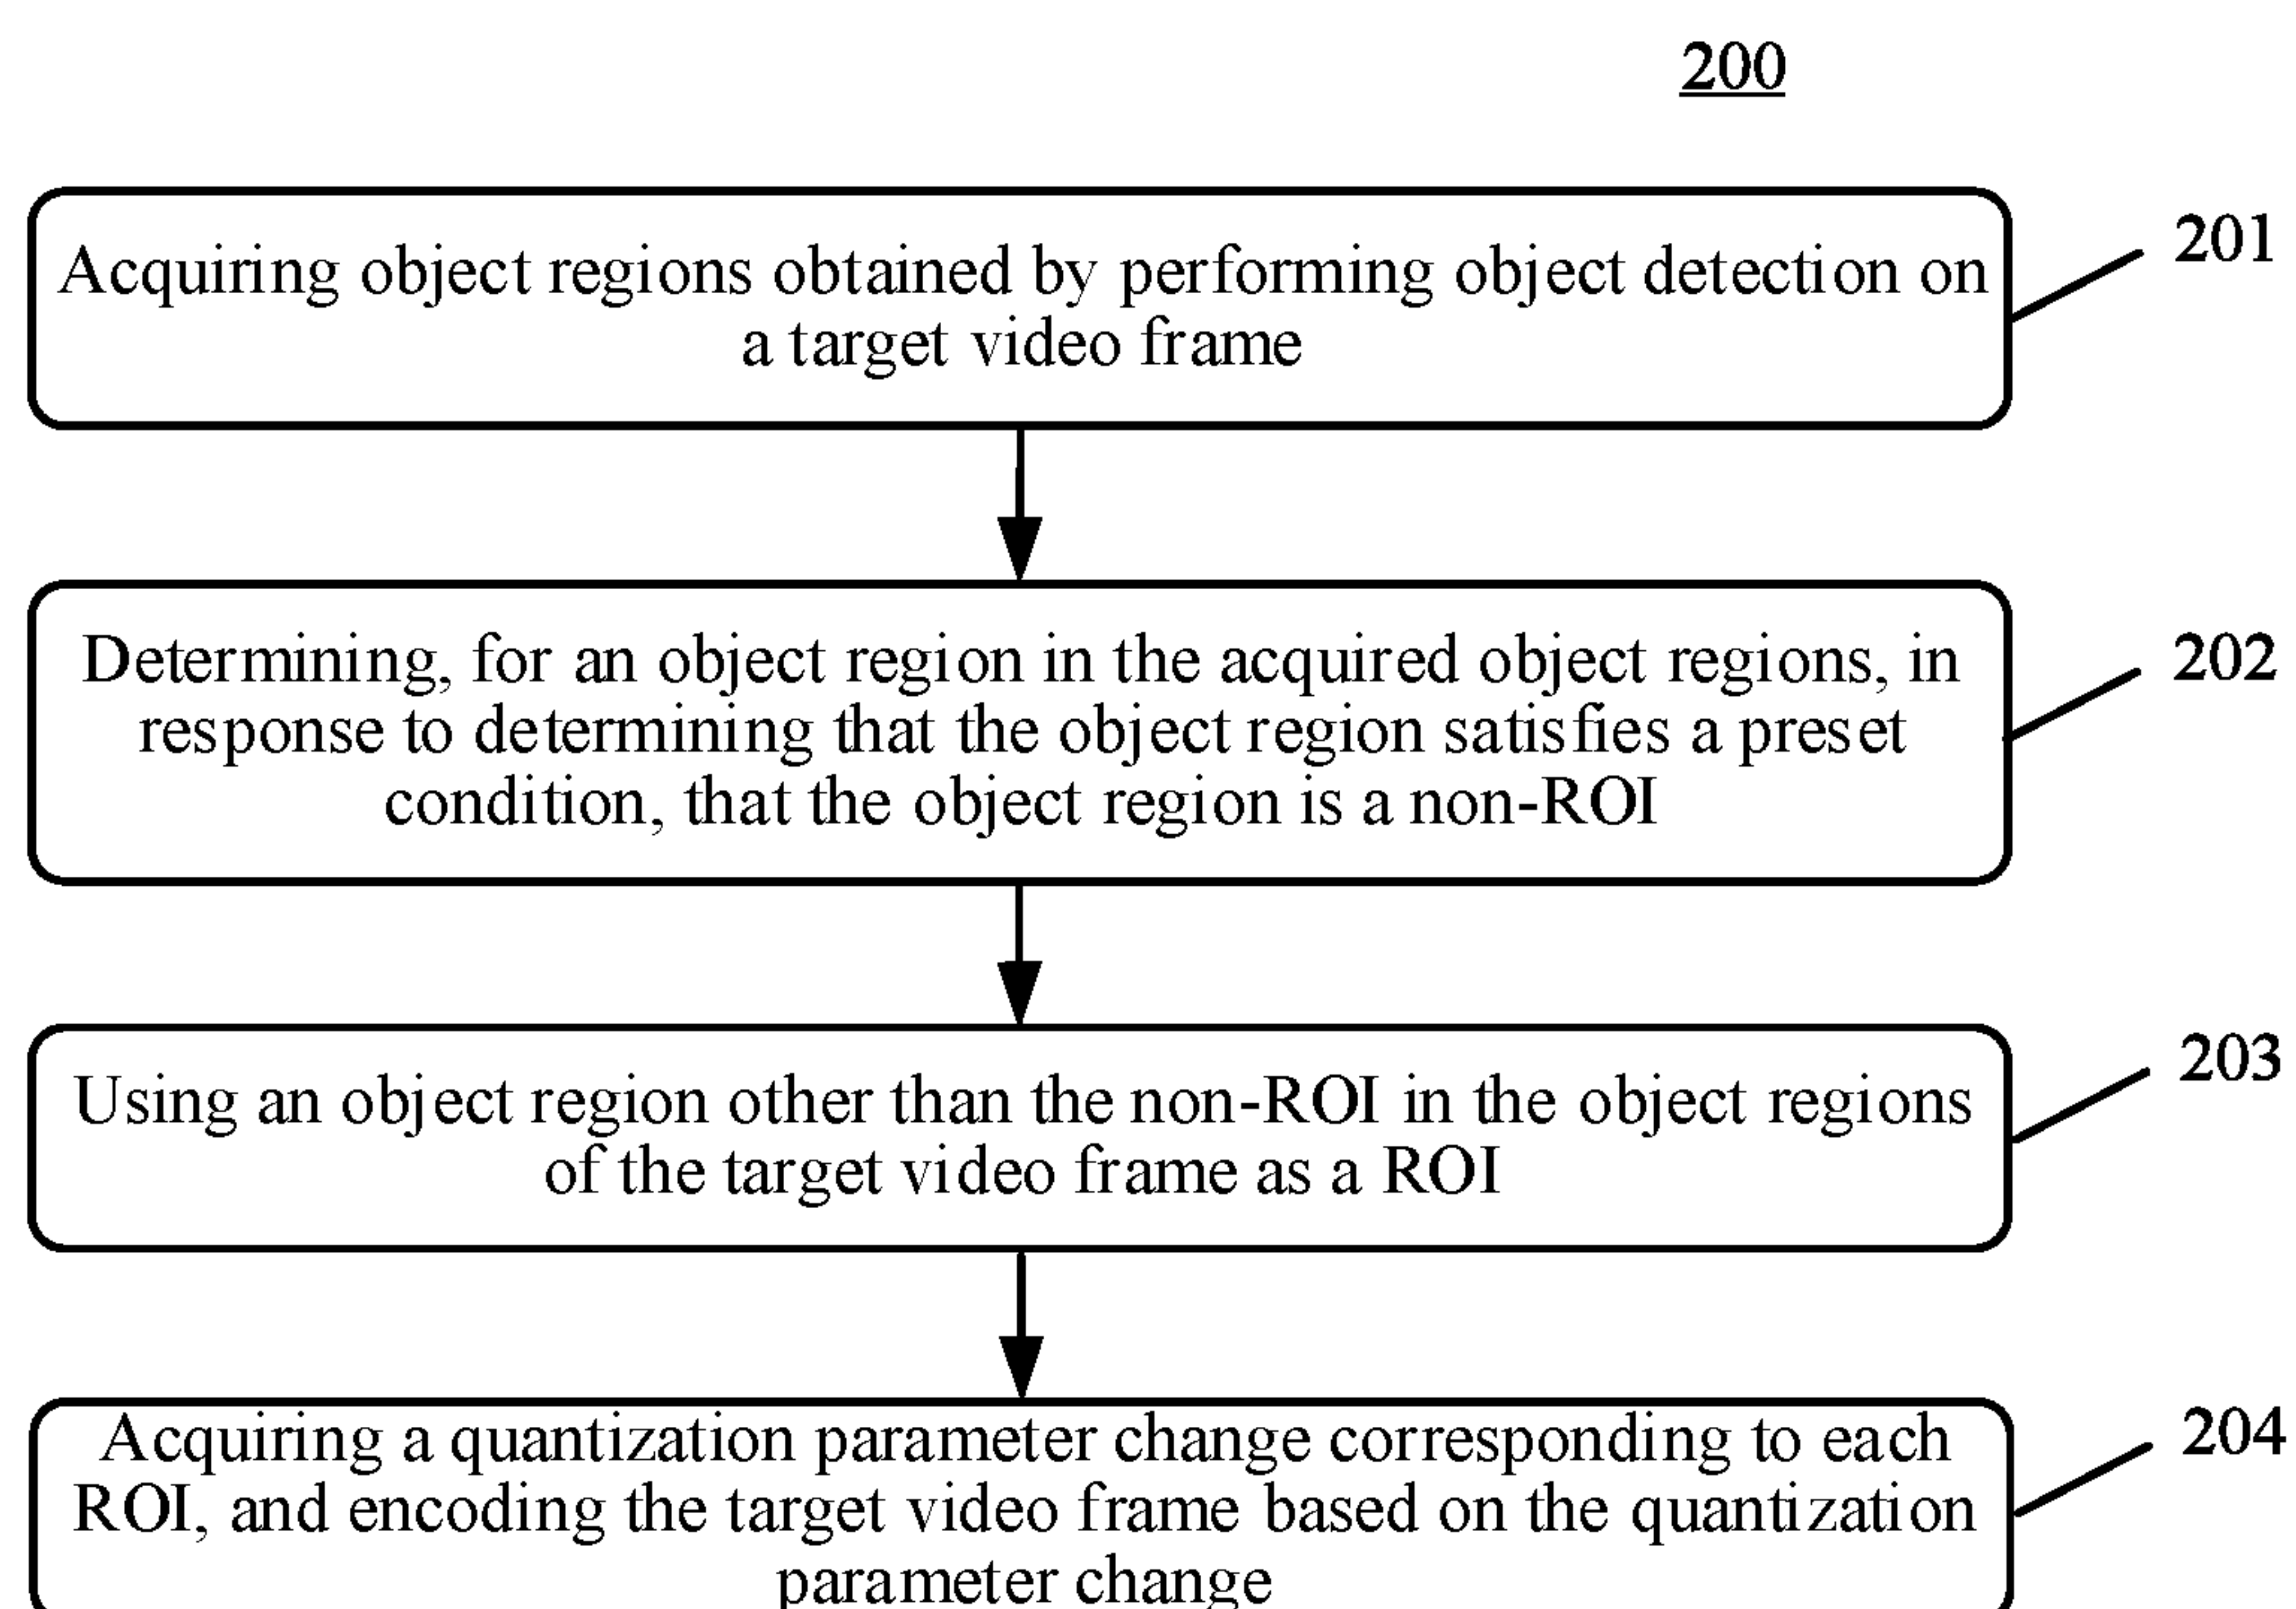 200
Acquiring object regions obtained by performing object detection on
a target video frame
201
Determining, for an object region in the acquired object regions, in
response to determining that the object region satisfies a preset
condition, that the object region is a non-ROI
202
Using an object region other than the non-ROI in the object regions
of the target video frame as a ROI
203
Acquiring a quantization parameter change corresponding to each
ROI, and encoding the target video frame based on the quantization
parameter change
204